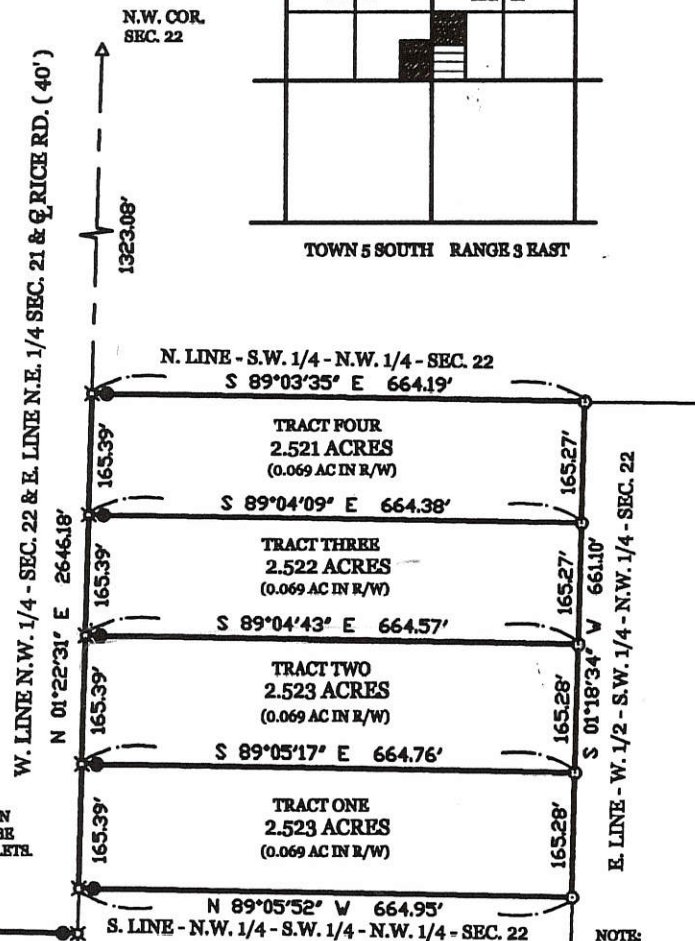 N.W. COR.
SEC. 22
TOWN 5 SOUTH RANGE 3 EAST
W. LINE N.W. 1/4 - SEC. 22 & E. LINE N.E. 1/4 SEC. 21 & ℄ RICE RD. ( 40' )
N 01°22'31" E 2646.18'
1323.08'
N. LINE - S.W. 1/4 - N.W. 1/4 - SEC. 22
S 89°03'35" E 664.19'
165.39'
TRACT FOUR
2.521 ACRES
(0.069 AC IN R/W)
165.27'
S 89°04'09" E 664.38'
165.39'
TRACT THREE
2.522 ACRES
(0.069 AC IN R/W)
165.27'
S 89°04'43" E 664.57'
165.39'
TRACT TWO
2.523 ACRES
(0.069 AC IN R/W)
165.28'
S 89°05'17" E 664.76'
165.39'
TRACT ONE
2.523 ACRES
(0.069 AC IN R/W)
165.28'
N 89°05'52" W 664.95'
S. LINE - N.W. 1/4 - S.W. 1/4 - N.W. 1/4 - SEC. 22
S 01°18'34" W 661.10'
E. LINE - W. 1/2 - S.W. 1/4 - N.W. 1/4 - SEC. 22
NOTE: